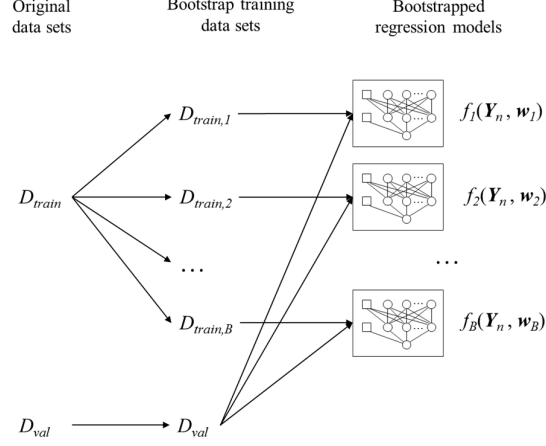 Original
data sets
Bootstrap training
data sets
Bootstrapped
regression models
D_train
D_train,1
f_1(Y_n, w_1)
D_train,2
f_2(Y_n, w_2)
...
...
D_train,B
f_B(Y_n, w_B)
D_val
D_val